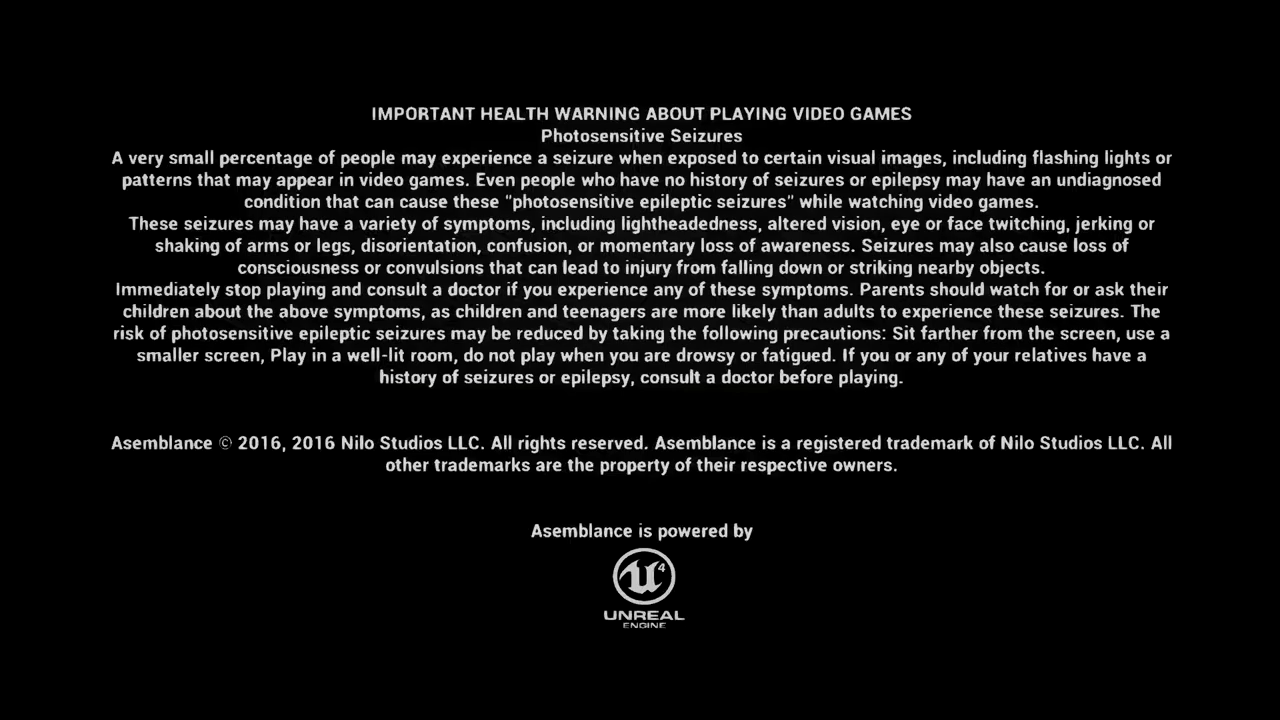 IMPORTANT HEALTH WARNING ABOUT PLAYING VIDEO GAMES
Photosensitive Seizures
A very small percentage of people may experience a seizure when exposed to certain visual images, including flashing lights or
patterns that may appear in video games. Even people who have no history of seizures or epilepsy may have an undiagnosed
condition that can cause these "photosensitive epileptic seizures" while watching video games.
These seizures may have a variety of symptoms, including lightheadedness, altered vision, eye or face twitching, jerking or
shaking of arms or legs, disorientation, confusion, or momentary loss of awareness. Seizures may also cause loss of
consciousness or convulsions that can lead to injury from falling down or striking nearby objects.
Immediately stop playing and consult a doctor if you experience any of these symptoms. Parents should watch for or ask their
children about the above symptoms, as children and teenagers are more likely than adults to experience these seizures. The
risk of photosensitive epileptic seizures may be reduced by taking the following precautions: Sit farther from the screen, use a
smaller screen, Play in a well-lit room, do not play when you are drowsy or fatigued. If you or any of your relatives have a
history of seizures or epilepsy, consult a doctor before playing.
Asemblance © 2016, 2016 Nilo Studios LLC. All rights reserved. Asemblance is a registered trademark of Nilo Studios LLC. All
other trademarks are the property of their respective owners.
Asemblance is powered by
U4
UNREAL
ENGINE